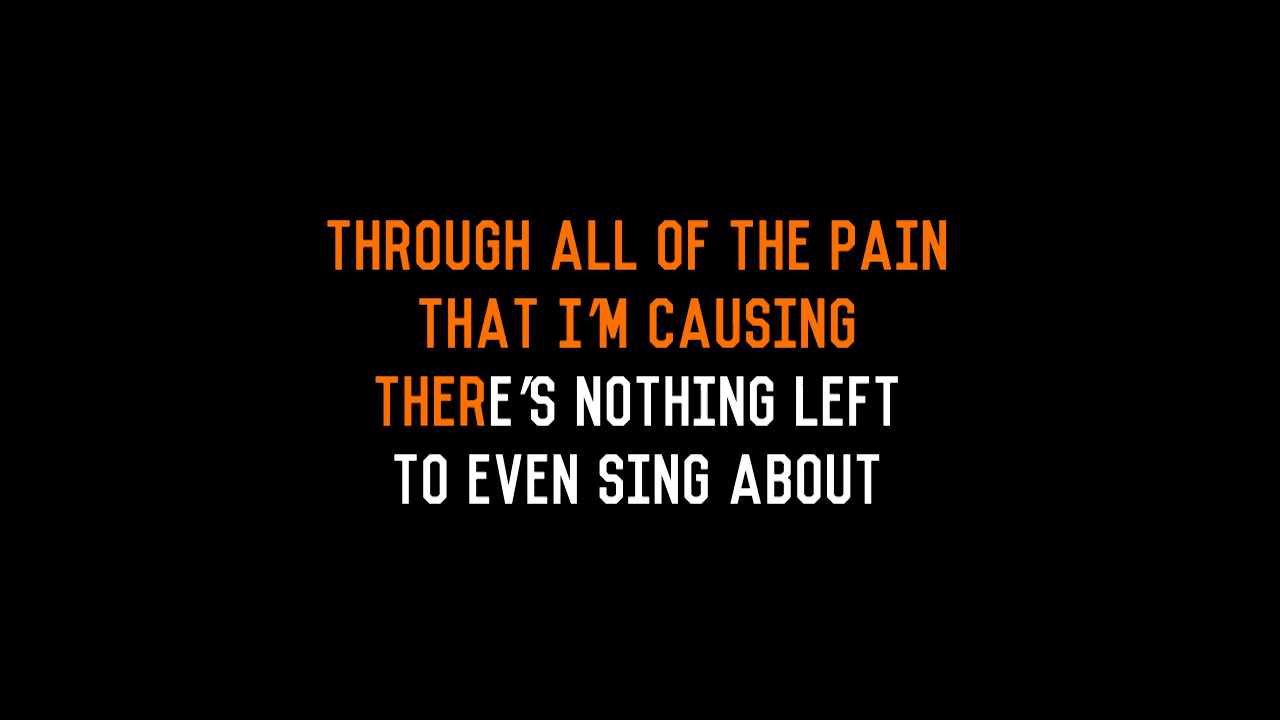 THROUGH ALL OF THE PAIN
THAT I'M CAUSING
THERE'S NOTHING LEFT
TO EVEN SING ABOUT